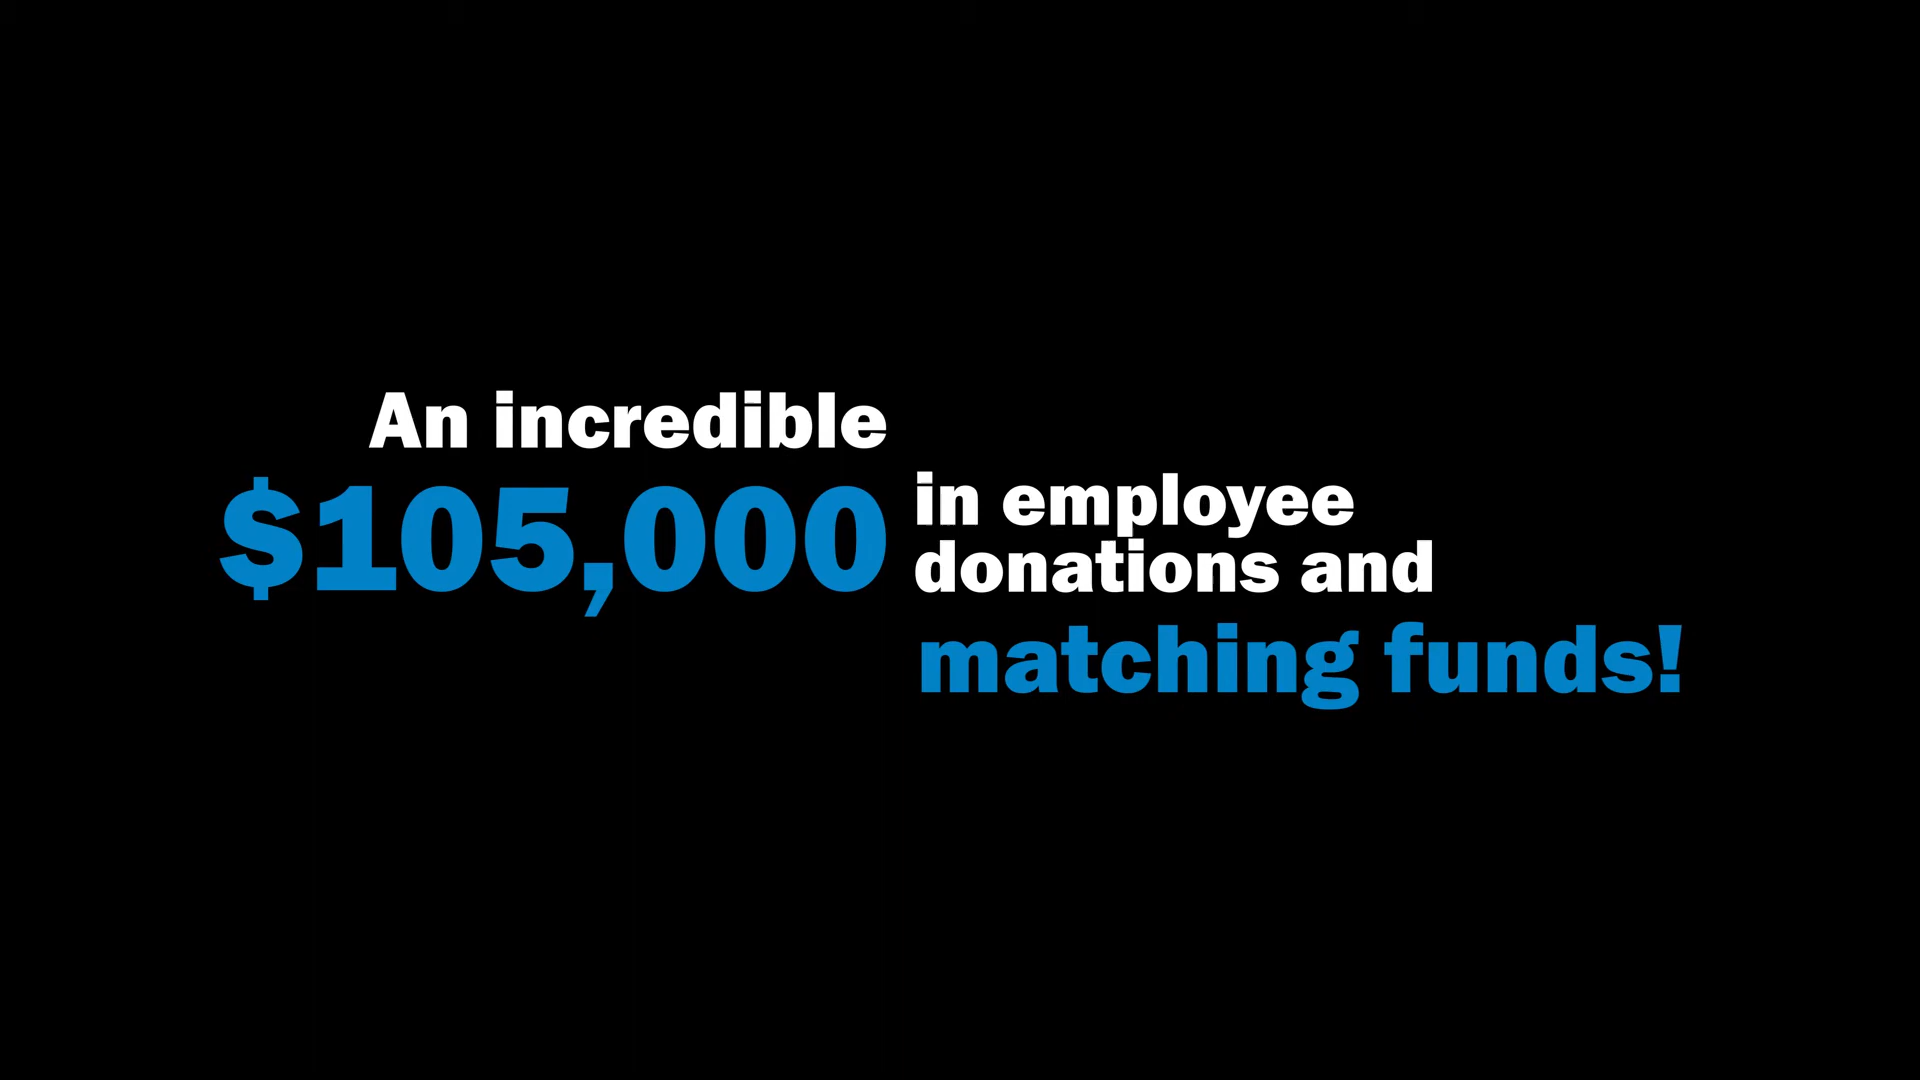 An incredible
$105,000
in employee
donations and
matching funds!